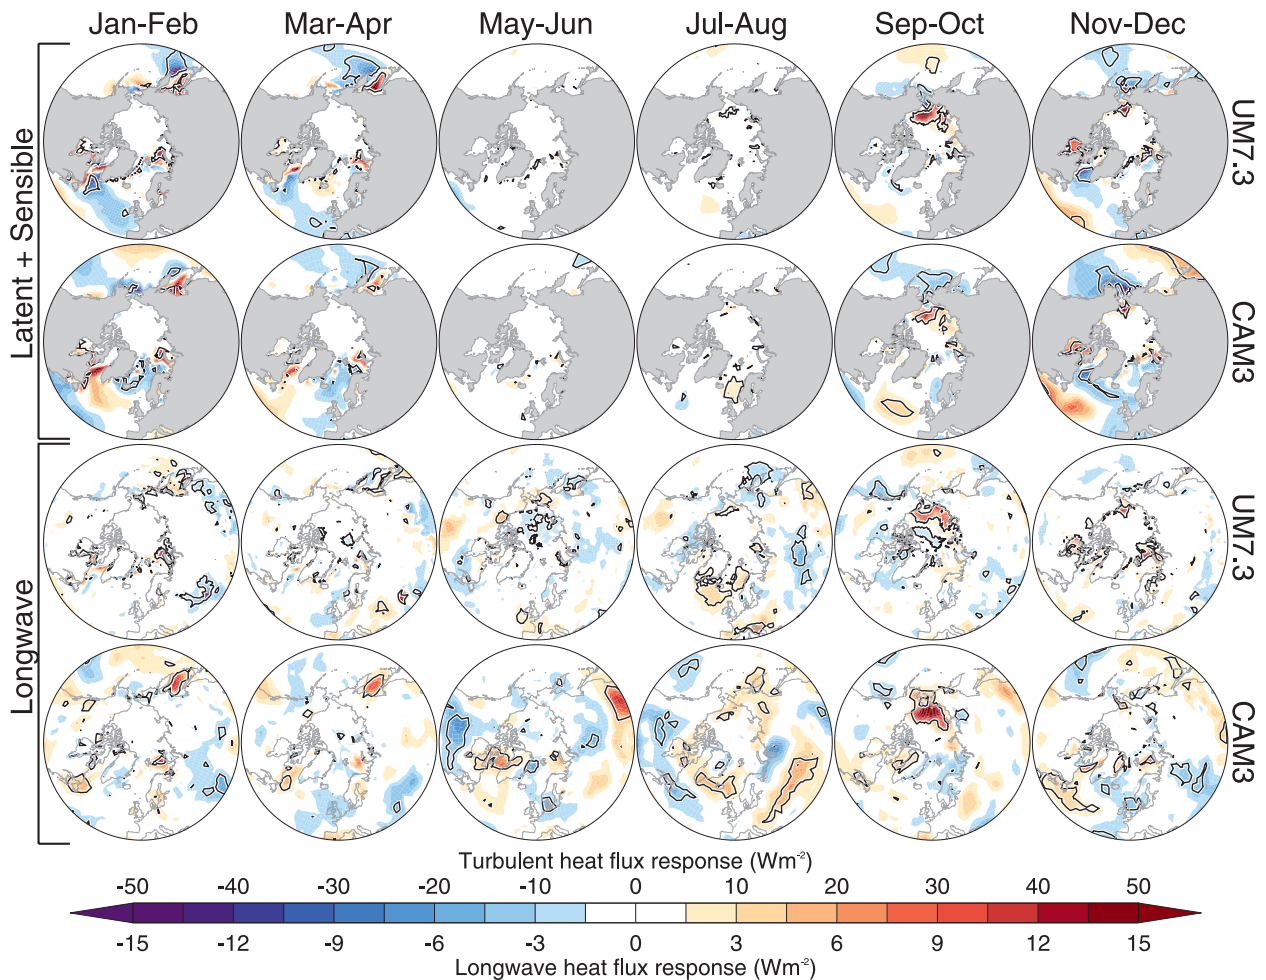 Jan-Feb Mar-Apr May-Jun Jul-Aug Sep-Oct Nov-Dec
Latent + Sensible
UM7.3
CAM3
Longwave
UM7.3
CAM3
Turbulent heat flux response (Wm⁻²)
-50 -40 -30 -20 -10 0 10 20 30 50
-15 -12 -9 -6 -3 0 3 6 9 12 15
Longwave heat flux response (Wm⁻²)